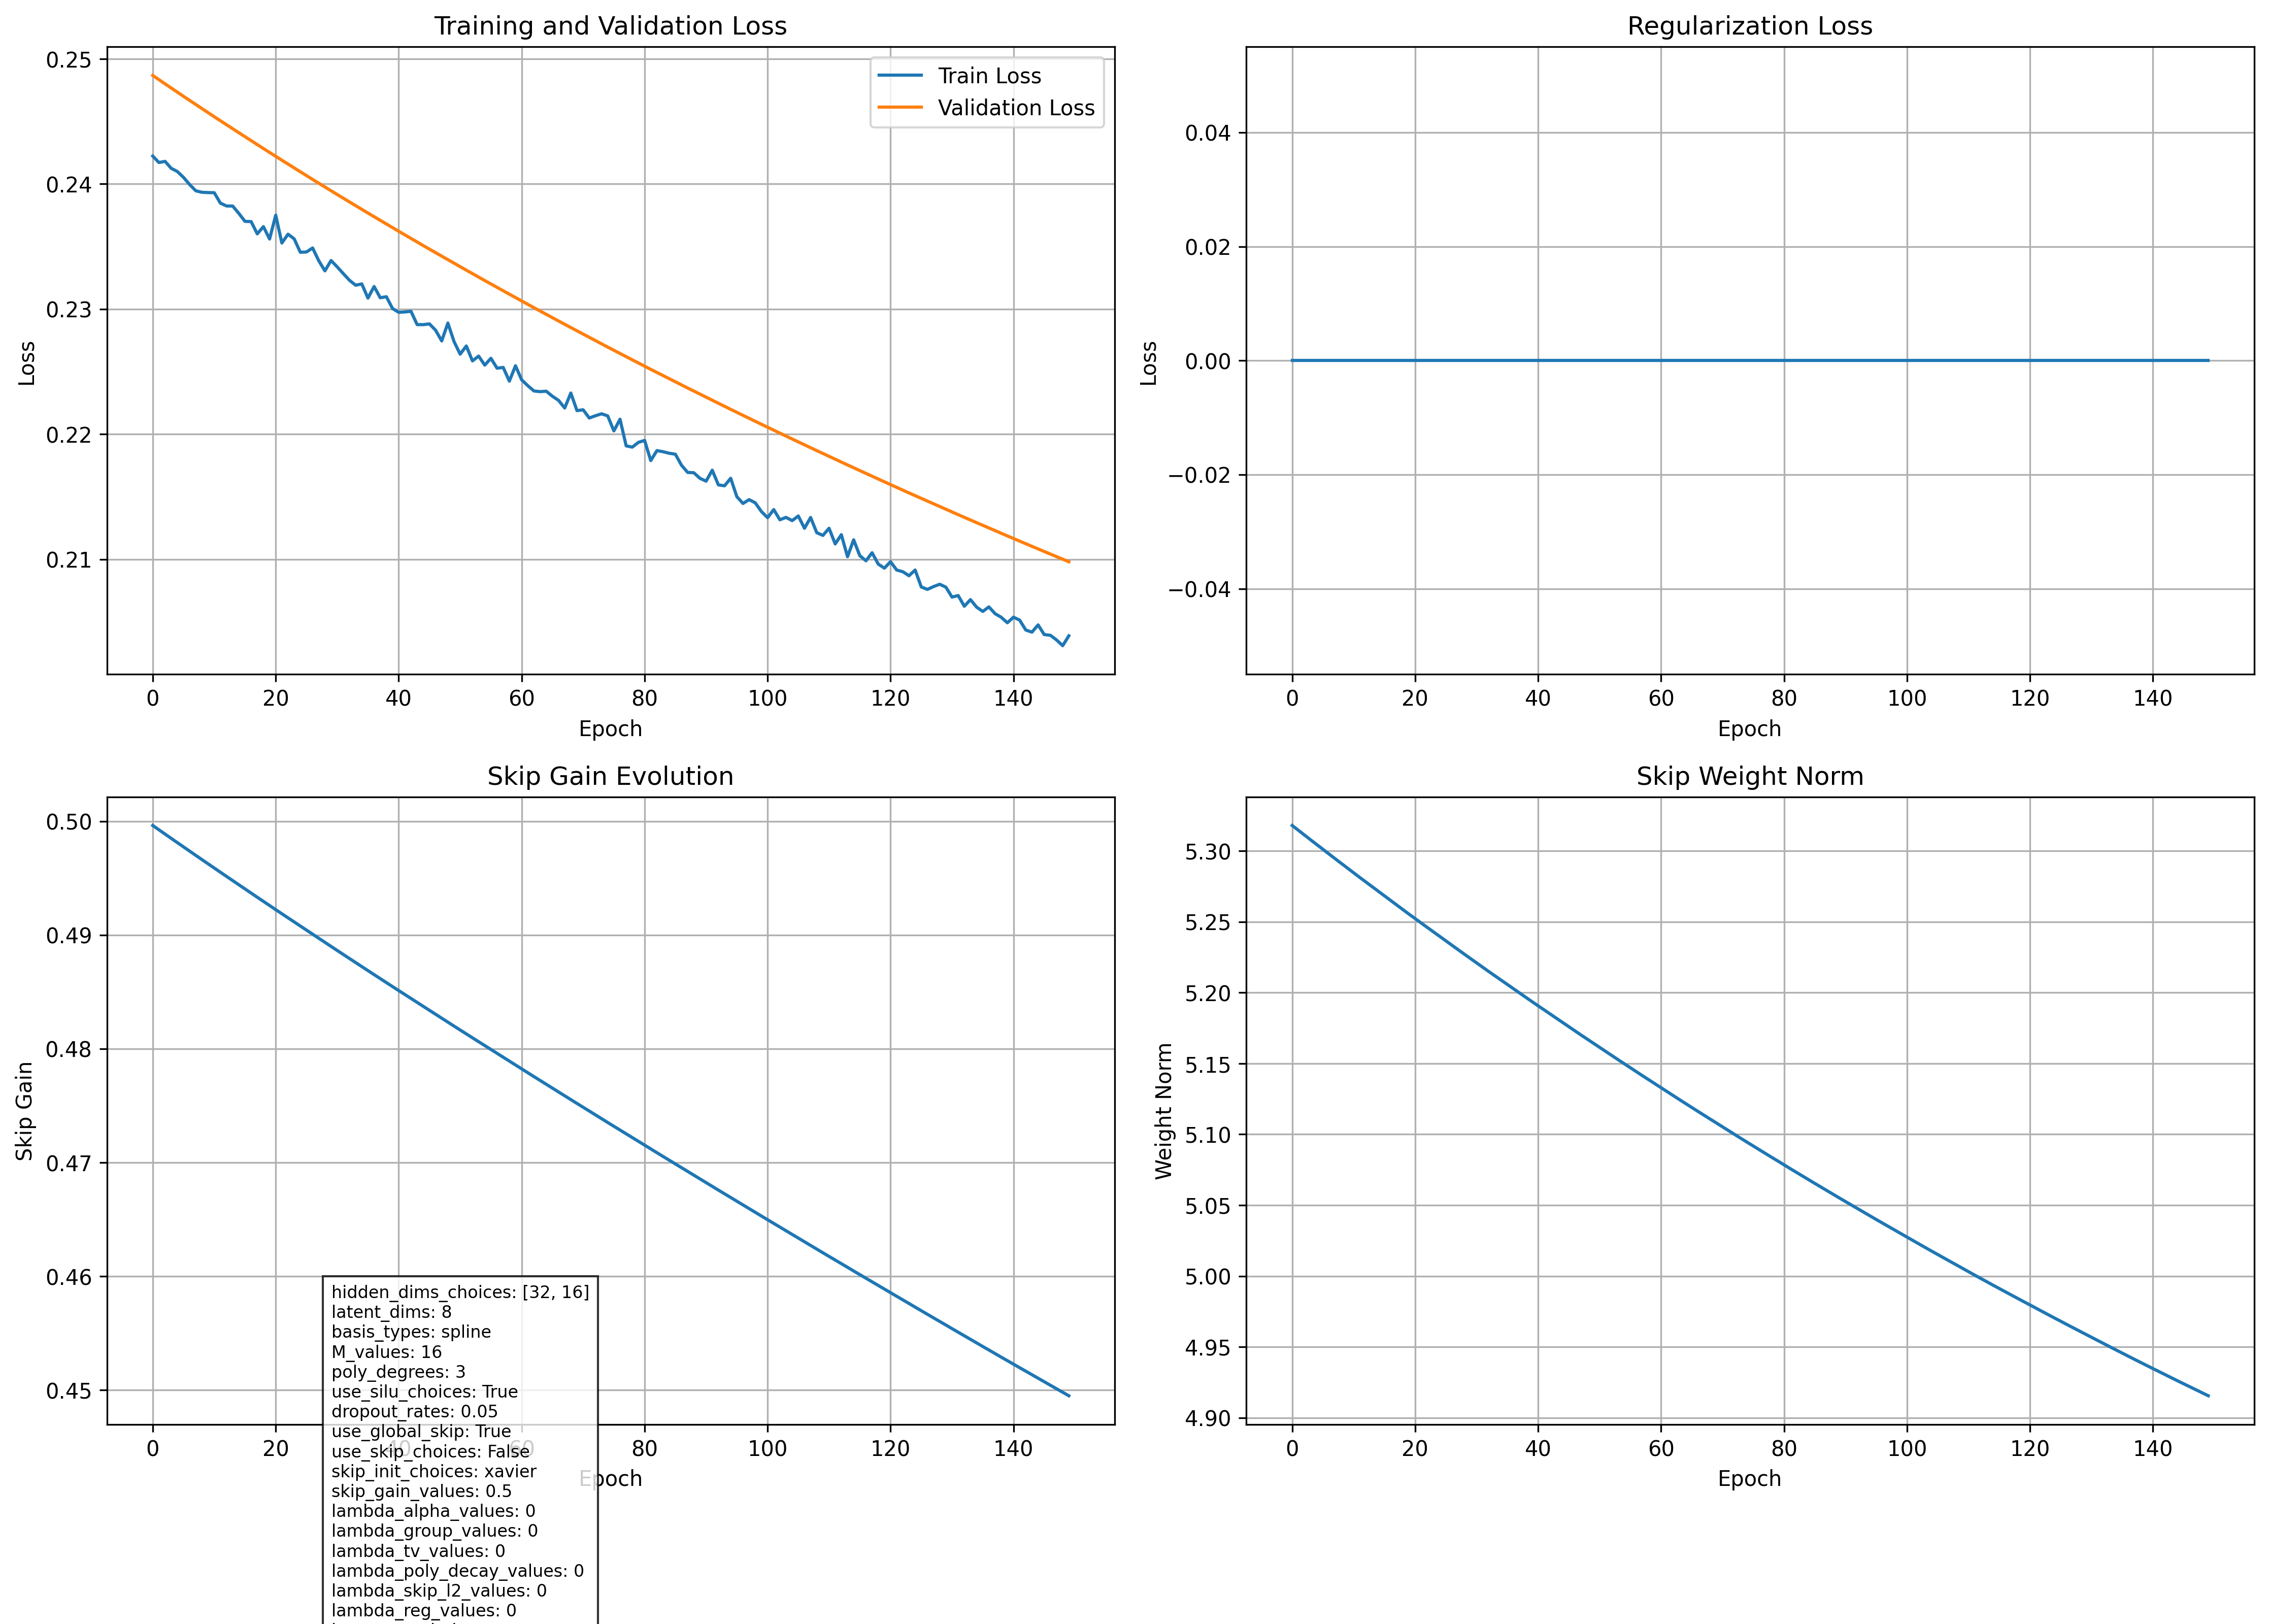 Training and Validation Loss
0.25
0.24
0.23
0.22
0.21
Loss
Train Loss
Validation Loss
0 20 40 60 80 100 120 140
Epoch
Regularization Loss
0.04
0.02
0.00
−0.02
−0.04
Loss
0 20 40 60 80 100 120 140
Epoch
Skip Gain Evolution
0.50
0.49
0.48
0.47
0.46
0.45
Skip Gain
0 20 40 60 80 100 120 140
Epoch
hidden_dims_choices: [32, 16]
latent_dims: 8
basis_types: spline
M_values: 16
poly_degrees: 3
use_silu_choices: True
dropout_rates: 0.05
use_global_skip: True
use_skip_choices: False
skip_init_choices: xavier
skip_gain_values: 0.5
lambda_alpha_values: 0
lambda_group_values: 0
lambda_tv_values: 0
lambda_poly_decay_values: 0
lambda_skip_l2_values: 0
lambda_reg_values: 0
Skip Weight Norm
5.30
5.25
5.20
5.15
5.10
5.05
5.00
4.95
4.90
Weight Norm
0 20 40 60 80 100 120 140
Epoch